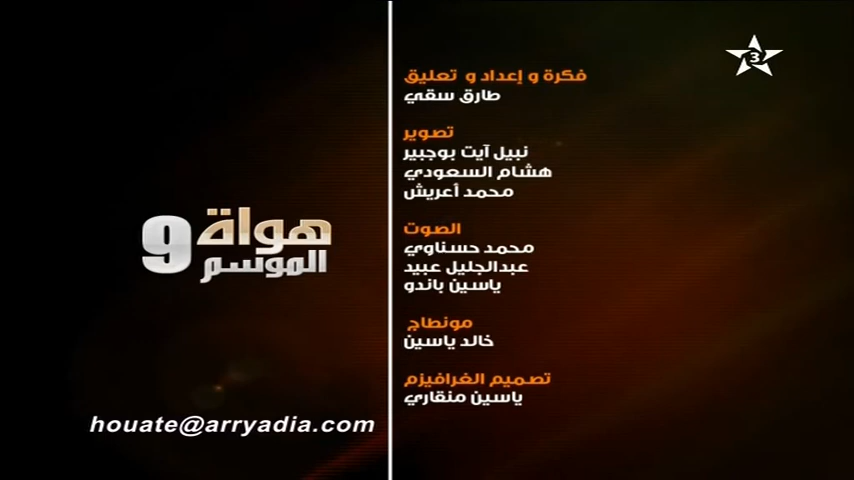 3
فكرة و إعداد و تعليق
طارق سقي
تصوير
نبيل آيت بوجبير
هشام السعودي
محمد أعريش
الصوت
محمد حسناوي
عبدالجليل عبيد
ياسين باندو
مونطاج
خالد ياسين
تصميم الغرافيزم
ياسين منقاري
هواة
الموسم 9
houate@arryadia.com